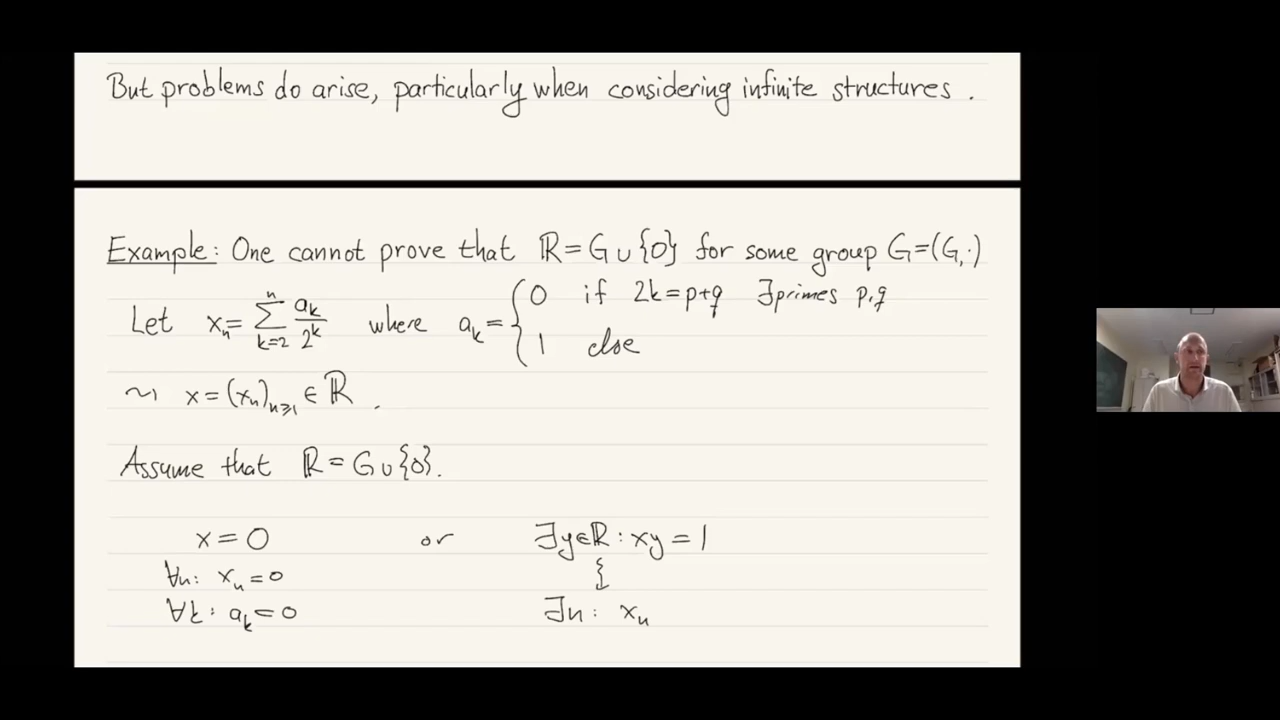 But problems do arise, particularly when considering infinite structures.
Example: One cannot prove that ℝ = G ∪ {0} for some group G = (G, ·)
Let xₙ = ∑ₖ₌₂ⁿ aₖ/2ᵏ where aₖ = { 0 if 2k = p+q ∃ primes p,q
1 else
⤳ x = (xₙ)ₙ≥₁ ∈ ℝ.
Assume that ℝ = G ∪ {0}.
x = 0 or ∃y∈ℝ: xy = 1
∀n: xₙ = 0
∀k: aₖ = 0 ∃n: xₙ